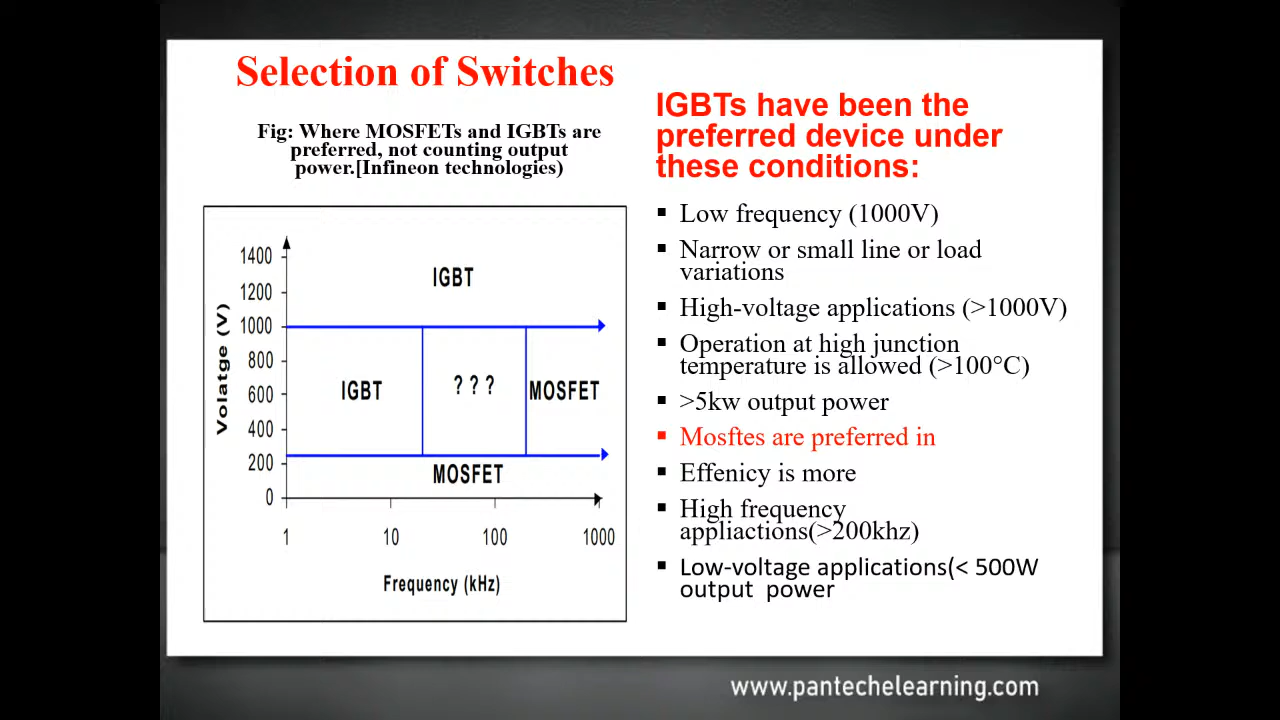 Selection of Switches
Fig: Where MOSFETs and IGBTs are
preferred, not counting output
power.[Infineon technologies)
Volatge (V)
1400
1200
1000
800
600
400
200
0
IGBT
IGBT
? ? ?
MOSFET
MOSFET
1
10
100
1000
Frequency (kHz)
IGBTs have been the
preferred device under
these conditions:
Low frequency (1000V)
Narrow or small line or load
variations
High-voltage applications (>1000V)
Operation at high junction
temperature is allowed (>100°C)
>5kw output power
Mosftes are preferred in
Effenicy is more
High frequency
appliactions(>200khz)
Low-voltage applications(< 500W
output power
www.pantechelearning.com